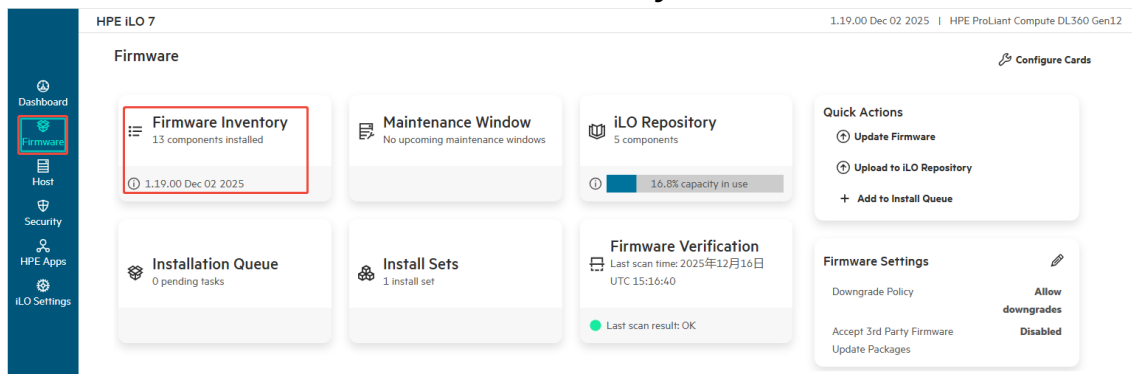 HPE iLO 7
1.19.00 Dec 02 2025 | HPE ProLiant Compute DL360 Gen12
Dashboard
Firmware
Host
Security
HPE Apps
iLO Settings
Firmware
Configure Cards
Firmware Inventory
13 components installed
1.19.00 Dec 02 2025
Maintenance Window
No upcoming maintenance windows
iLO Repository
5 components
16.8% capacity in use
Installation Queue
0 pending tasks
Install Sets
1 install set
Firmware Verification
Last scan time: 2025年12月16日
UTC 15:16:40
Last scan result: OK
Quick Actions
Update Firmware
Upload to iLO Repository
Add to Install Queue
Firmware Settings
Downgrade Policy
Allow
downgrades
Accept 3rd Party Firmware
Update Packages
Disabled